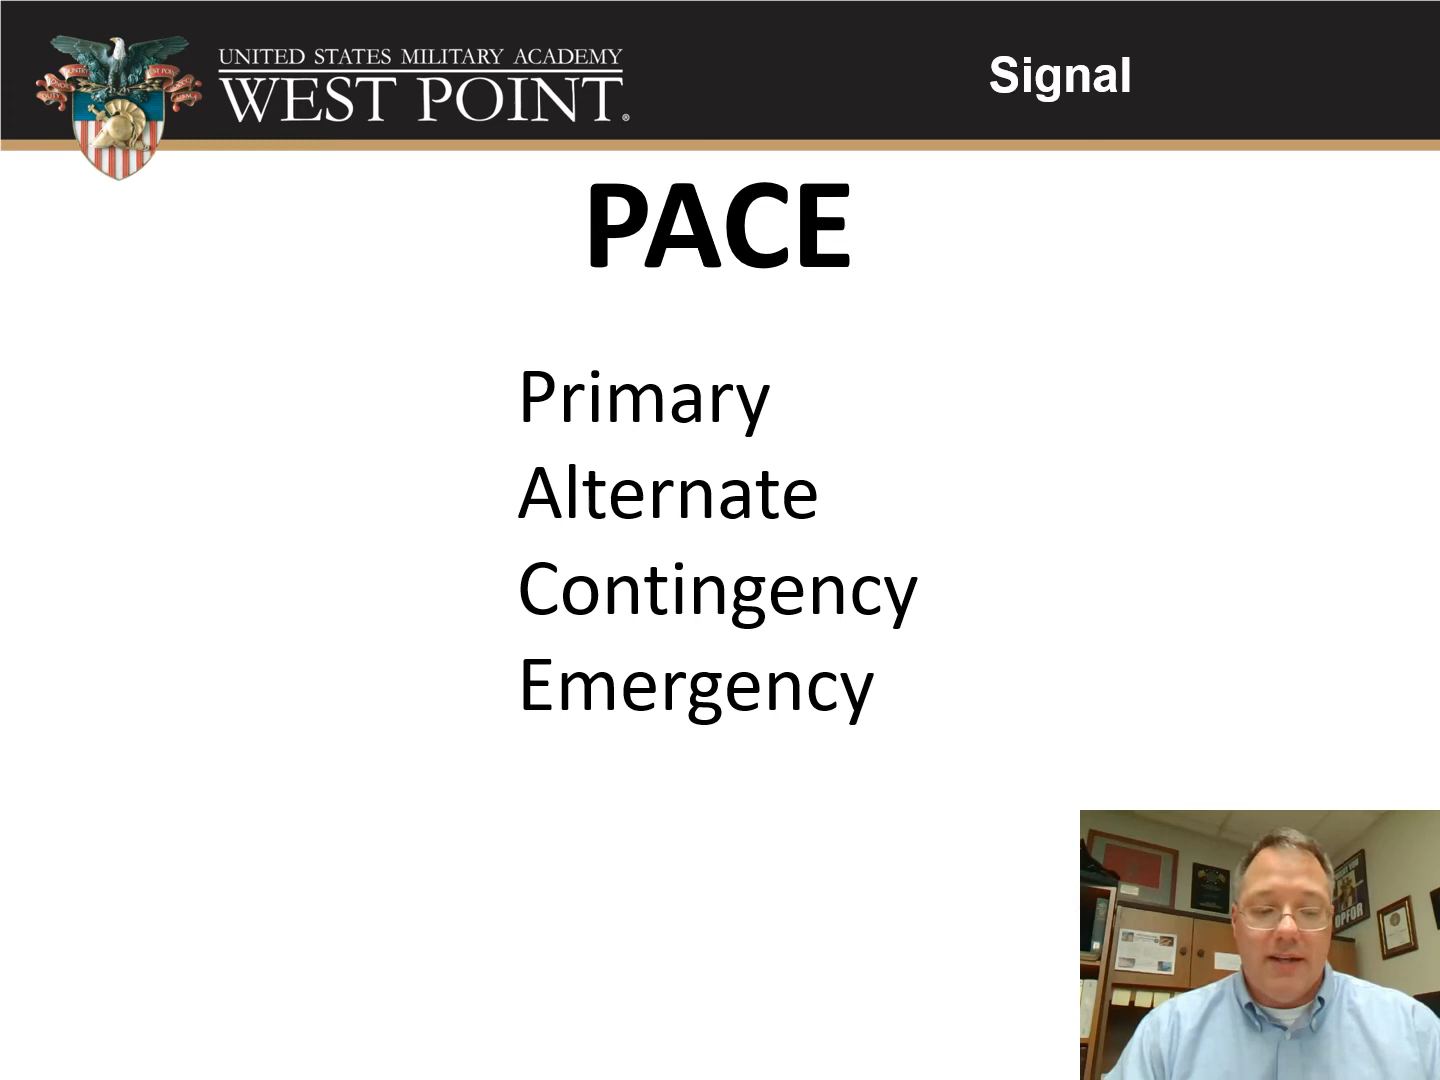 UNITED STATES MILITARY ACADEMY
WEST POINT®
Signal
PACE
Primary
Alternate
Contingency
Emergency
OPFOR